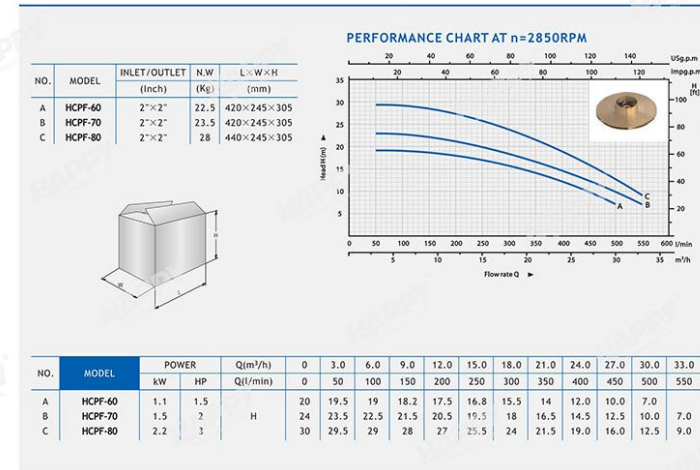 PERFORMANCE CHART AT n=2850RPM
NO. MODEL INLET/OUTLET (Inch) N.W (Kg) L×W×H (mm)
A HCPF-60 2"×2" 22.5 420×245×305
B HCPF-70 2"×2" 23.5 420×245×305
C HCPF-80 2"×2" 28 440×245×305
20 40 60 80 100 120 140 USg.p.m
20 40 60 80 100 120 Impg.p.m
35 30 25 20 15 10 5
Head H (m)
H [ft]
100 80 60 40 20
A B C
0 50 100 150 200 250 300 350 400 450 500 550 600 l/min
5 10 15 20 25 30 35 m³/h
Flow rate Q
H
W
L
NO. MODEL POWER Q(m³/h) 0 3.0 6.0 9.0 12.0 15.0 18.0 21.0 24.0 27.0 30.0 33.0
kW HP Q(l/min) 0 50 100 150 200 250 300 350 400 450 500 550
A HCPF-60 1.1 1.5 20 19.5 19 18.2 17.5 16.8 15.5 14 12.0 10.0 7.0
B HCPF-70 1.5 2 H 24 23.5 22.5 21.5 20.5 19.5 18 16.5 14.5 12.5 10.0 7.0
C HCPF-80 2.2 3 30 29.5 29 28 27 25.5 24 21.5 19.0 16.0 12.5 9.0
HAPPY